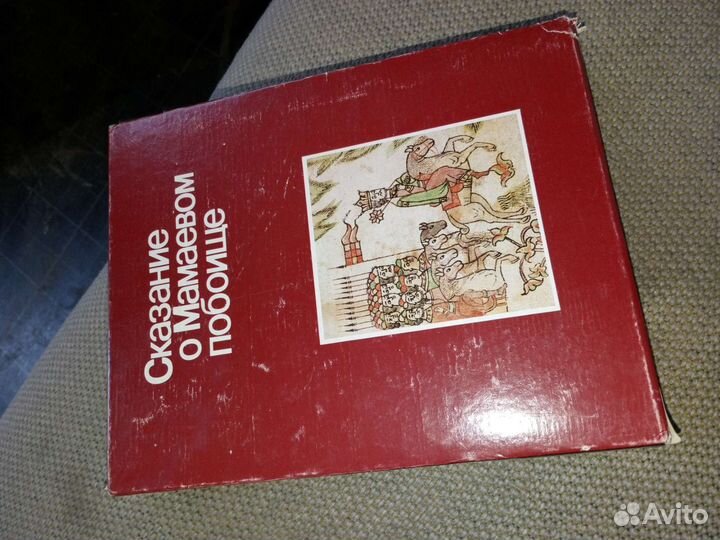 Сказание
о Мамаевом
побоище
Avito